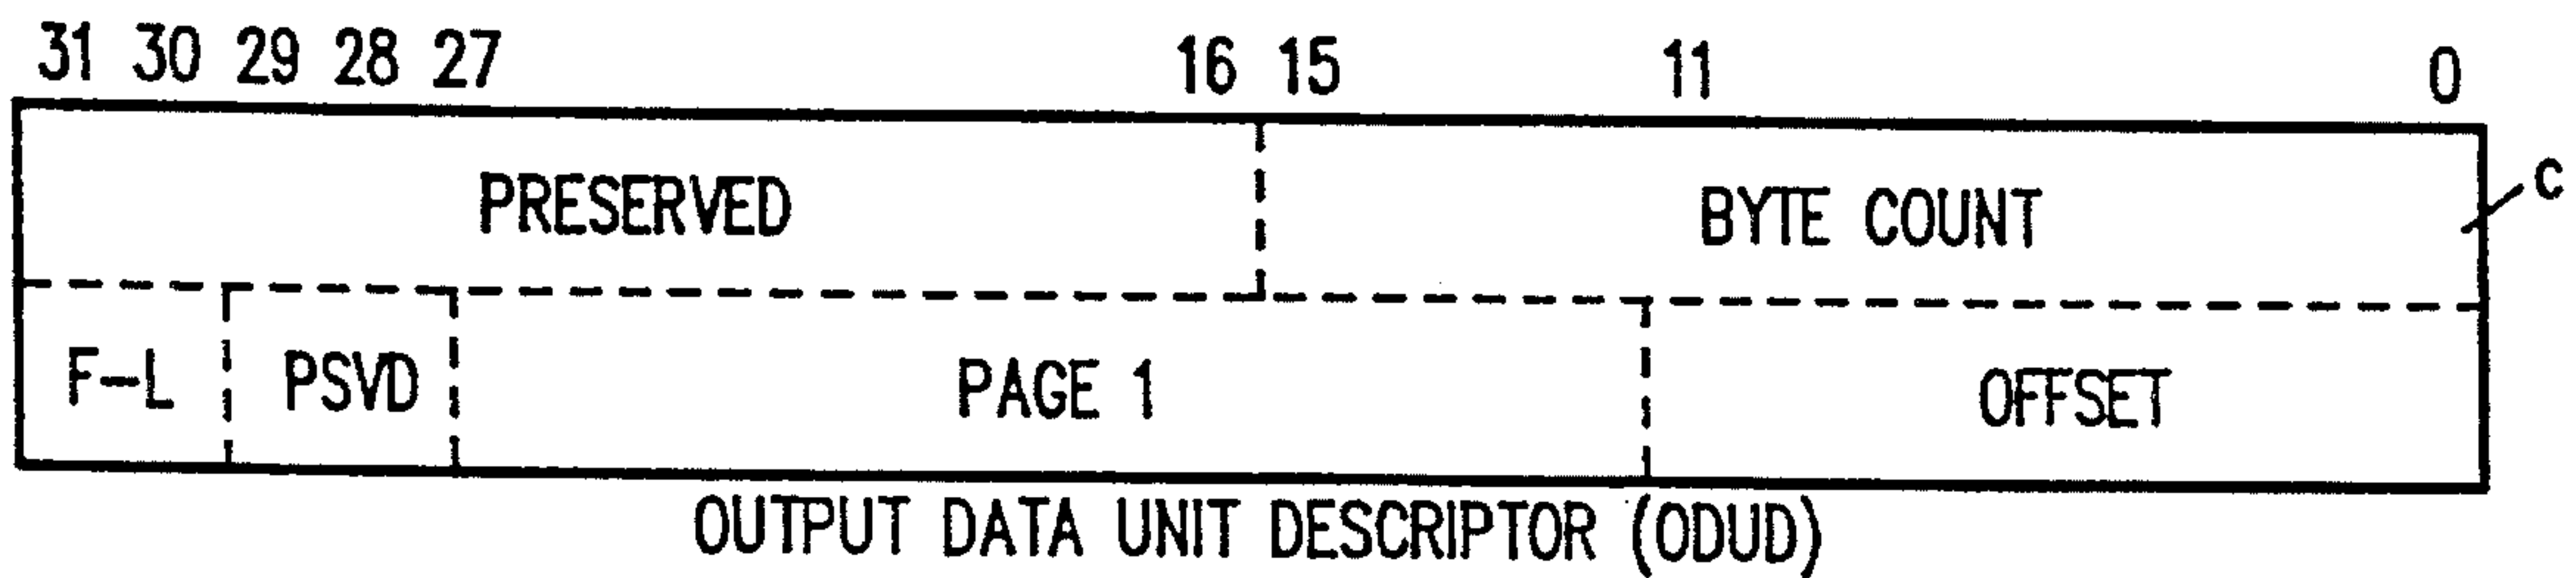 31 30 29 28 27 16 15 11 0
PRESERVED BYTE COUNT c
F-L PSVD PAGE 1 OFFSET
OUTPUT DATA UNIT DESCRIPTOR (ODUD)